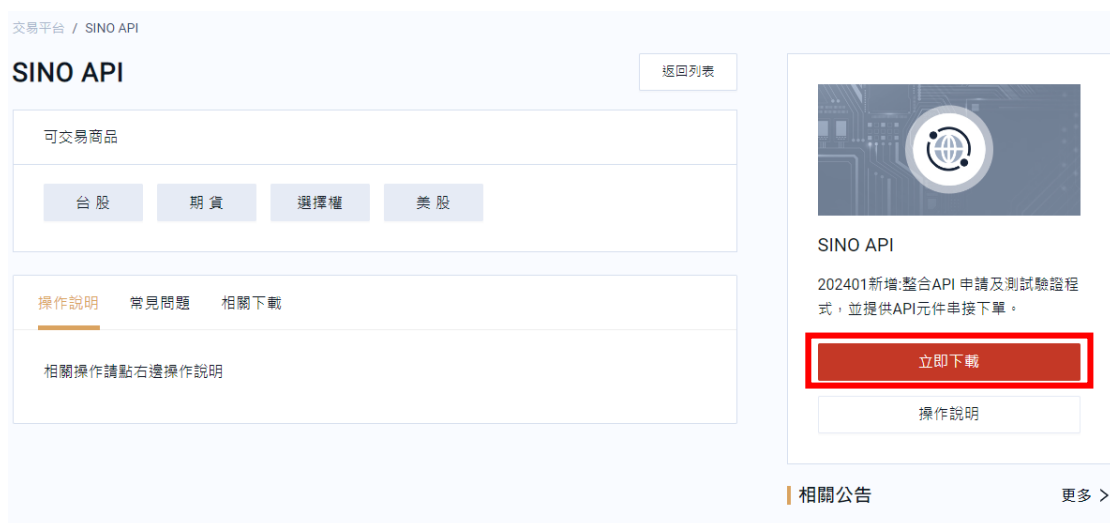 交易平台 / SINO API
SINO API
返回列表
可交易商品
台股 期貨 選擇權 美股
操作說明 常見問題 相關下載
相關操作請點右邊操作說明
SINO API
202401新增:整合API 申請及測試驗證程
式，並提供API元件串接下單。
立即下載
操作說明
相關公告 更多 >